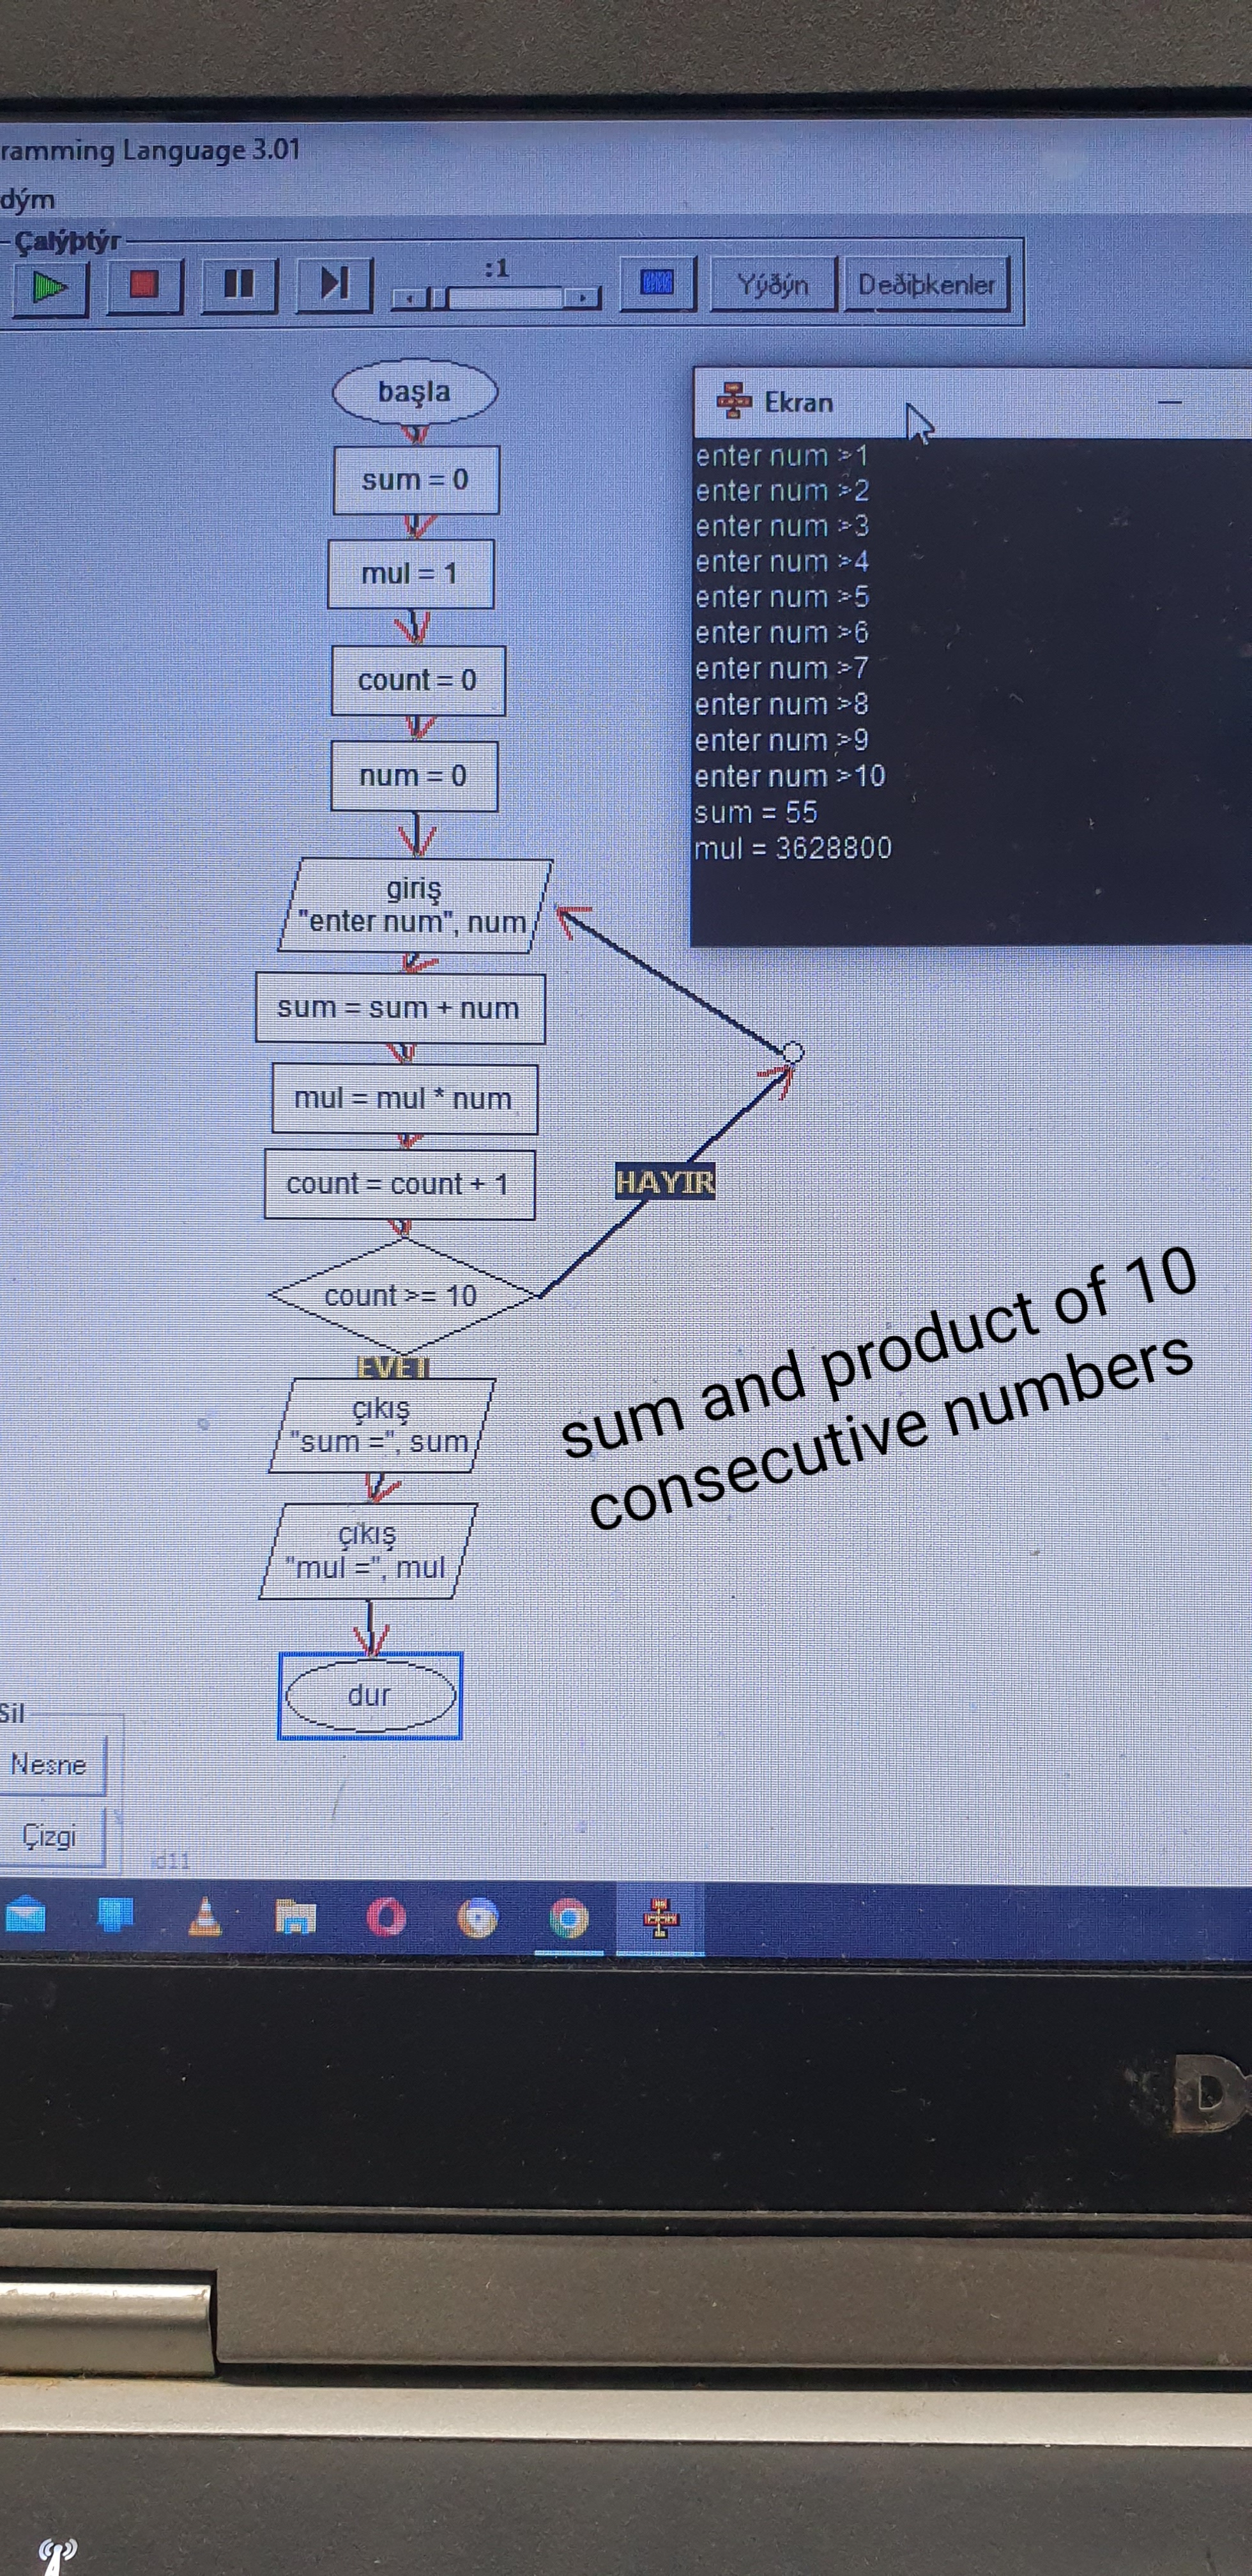 ramming Language 3.01
dým
Çalýþtýr
:1
Yýðýn
Deðiþkenler
başla
sum = 0
mul = 1
count = 0
num = 0
giriş
"enter num", num
sum = sum + num
mul = mul * num
count = count + 1
HAYIR
count >= 10
EVET
çıkış
"sum =", sum
çıkış
"mul =", mul
dur
Ekran
enter num >1
enter num >2
enter num >3
enter num >4
enter num >5
enter num >6
enter num >7
enter num >8
enter num >9
enter num >10
sum = 55
mul = 3628800
sum and product of 10
consecutive numbers
Sil
Nesne
Çizgi
d11
D